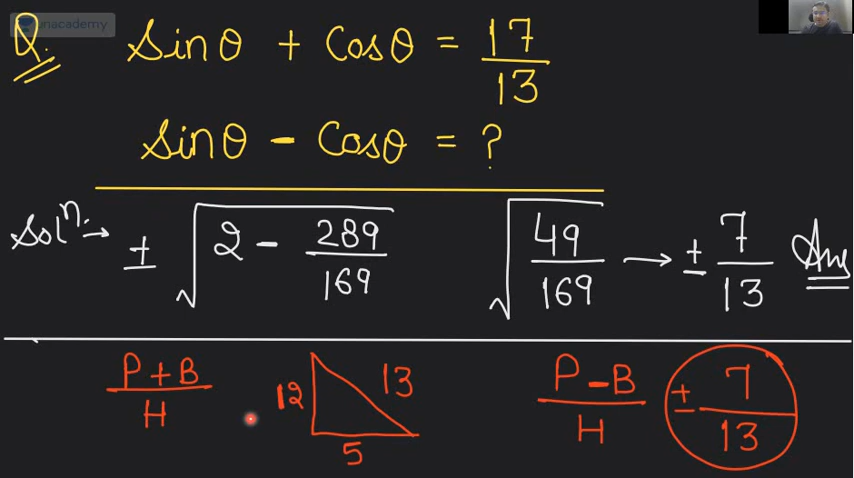 unacademy
Q. Sinθ + Cosθ = 17/13
Sinθ - Cosθ = ?
Solⁿ. → ± √(2 - 289/169) √(49/169) → ± 7/13 Ans
P+B/H 12 13 5 P-B/H ± 7/13